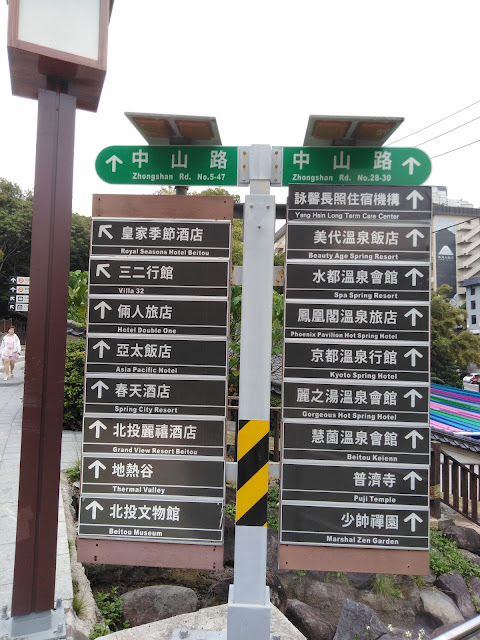 中山路
Zhongshan Rd. No.5-47
皇家季節酒店
Royal Seasons Hotel Beitou
三二行館
Villa 32
倆人旅店
Hotel Double One
亞太飯店
Asia Pacific Hotel
春天酒店
Spring City Resort
北投麗禧酒店
Grand View Resort Beitou
地熱谷
Thermal Valley
北投文物館
Beitou Museum
中山路
Zhongshan Rd. No.28-30
詠馨長照住宿機構
Yang Hsin Long Term Care Center
美代溫泉飯店
Beauty Age Spring Resort
水都溫泉會館
Spa Spring Resort
鳳凰閣溫泉旅店
Phoenix Pavilion Hot Spring Hotel
京都溫泉行館
Kyoto Spring Hotel
麗之湯溫泉會館
Gorgeous Hot Spring Hotel
慧薗溫泉會館
Beitou Keienn
普濟寺
Puji Temple
少帥禪園
Marshal Zen Garden